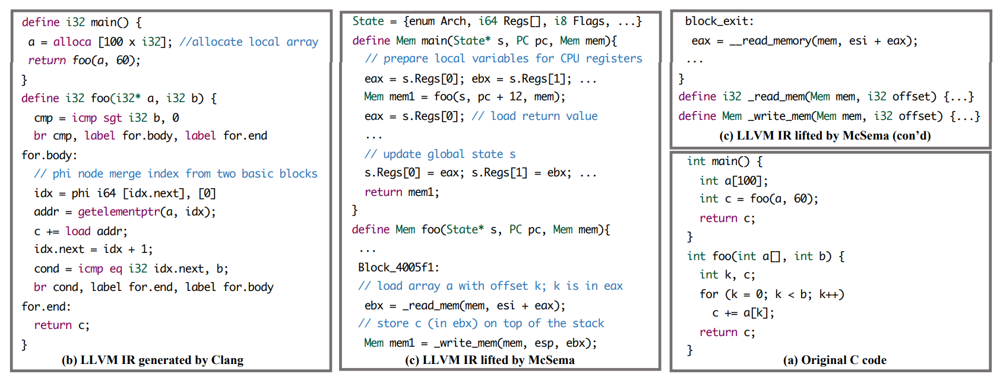 define i32 main() {
a = alloca [100 x i32]; //allocate local array
return foo(a, 60);
}
define i32 foo(i32* a, i32 b) {
cmp = icmp sgt i32 b, 0
br cmp, label for.body, label for.end
for.body:
// phi node merge index from two basic blocks
idx = phi i64 [idx.next], [0]
addr = getelementptr(a, idx);
c += load addr;
idx.next = idx + 1;
cond = icmp eq i32 idx.next, b;
br cond, label for.end, label for.body
for.end:
return c;
}
(b) LLVM IR generated by Clang
State = {enum Arch, i64 Regs[], i8 Flags, ...}
define Mem main(State* s, PC pc, Mem mem){
// prepare local variables for CPU registers
eax = s.Regs[0]; ebx = s.Regs[1]; ...
Mem mem1 = foo(s, pc + 12, mem);
eax = s.Regs[0]; // load return value
...
// update global state s
s.Regs[0] = eax; s.Regs[1] = ebx; ...
return mem1;
}
define Mem foo(State* s, PC pc, Mem mem){
...
Block_4005f1:
// load array a with offset k; k is in eax
ebx = _read_mem(mem, esi + eax);
// store c (in ebx) on top of the stack
Mem mem1 = _write_mem(mem, esp, ebx);
(c) LLVM IR lifted by McSema
block_exit:
eax = __read_memory(mem, esi + eax);
...
}
define i32 _read_mem(Mem mem, i32 offset) {...}
define Mem _write_mem(Mem mem, i32 offset) {...}
(c) LLVM IR lifted by McSema (con’d)
int main() {
int a[100];
int c = foo(a, 60);
return c;
}
int foo(int a[], int b) {
int k, c;
for (k = 0; k < b; k++)
c += a[k];
return c;
}
(a) Original C code